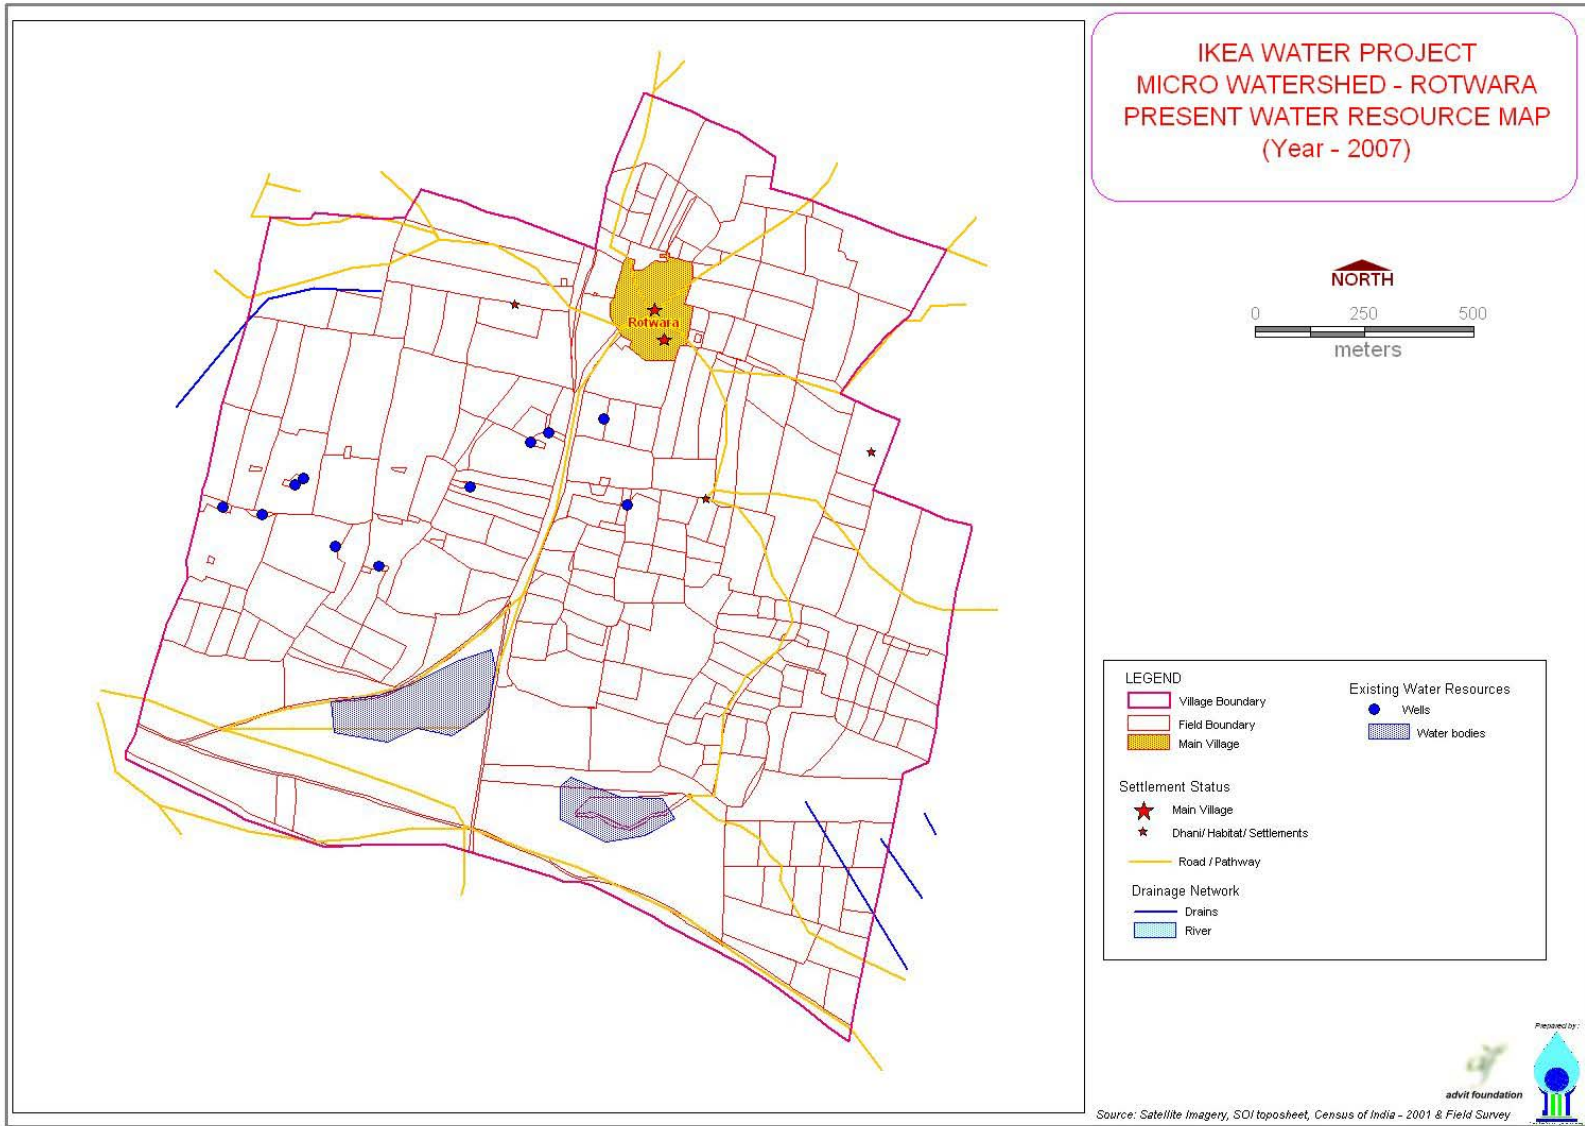 IKEA WATER PROJECT
MICRO WATERSHED - ROTWARA
PRESENT WATER RESOURCE MAP
(Year - 2007)
NORTH
0 250 500
meters
Rotwara
LEGEND
Village Boundary
Field Boundary
Main Village
Existing Water Resources
Wells
Water bodies
Settlement Status
Main Village
Dhani/ Habitat/ Settlements
Road / Pathway
Drainage Network
Drains
River
Prepared by:
advit foundation
Source: Satellite Imagery, SOI toposheet, Census of India - 2001 & Field Survey